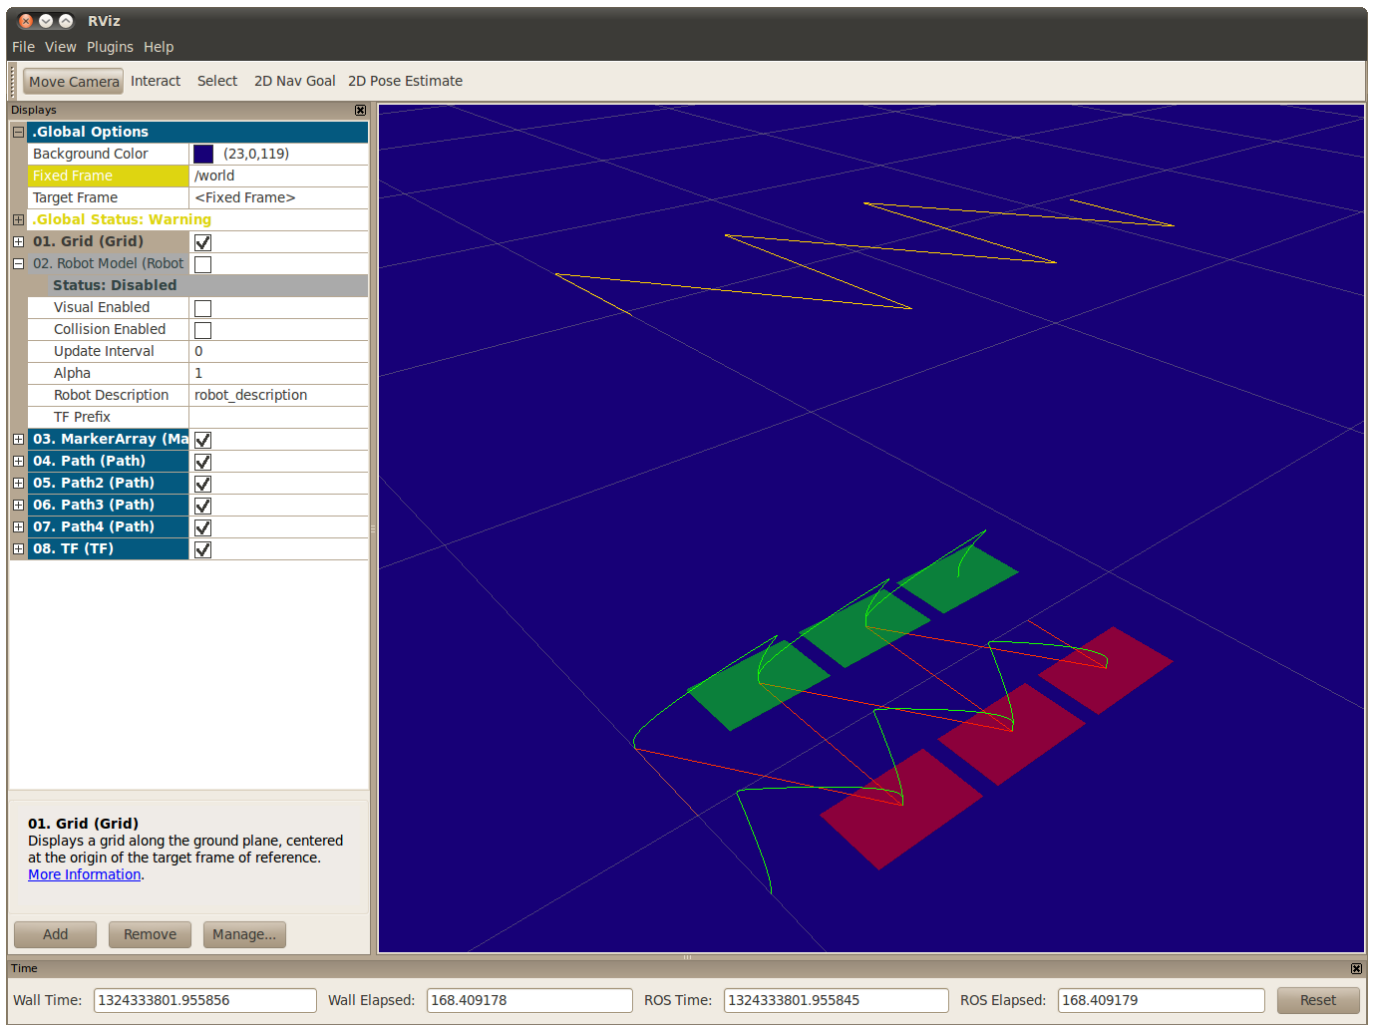 RViz
File View Plugins Help
Move Camera Interact Select 2D Nav Goal 2D Pose Estimate
Displays
.Global Options
Background Color (23,0,119)
Fixed Frame /world
Target Frame <Fixed Frame>
.Global Status: Warning
01. Grid (Grid)
02. Robot Model (Robot
Status: Disabled
Visual Enabled
Collision Enabled
Update Interval 0
Alpha 1
Robot Description robot_description
TF Prefix
03. MarkerArray (Ma
04. Path (Path)
05. Path2 (Path)
06. Path3 (Path)
07. Path4 (Path)
08. TF (TF)
01. Grid (Grid)
Displays a grid along the ground plane, centered
at the origin of the target frame of reference.
More Information.
Add Remove Manage...
Time
Wall Time: 1324333801.955856 Wall Elapsed: 168.409178 ROS Time: 1324333801.955845 ROS Elapsed: 168.409179 Reset